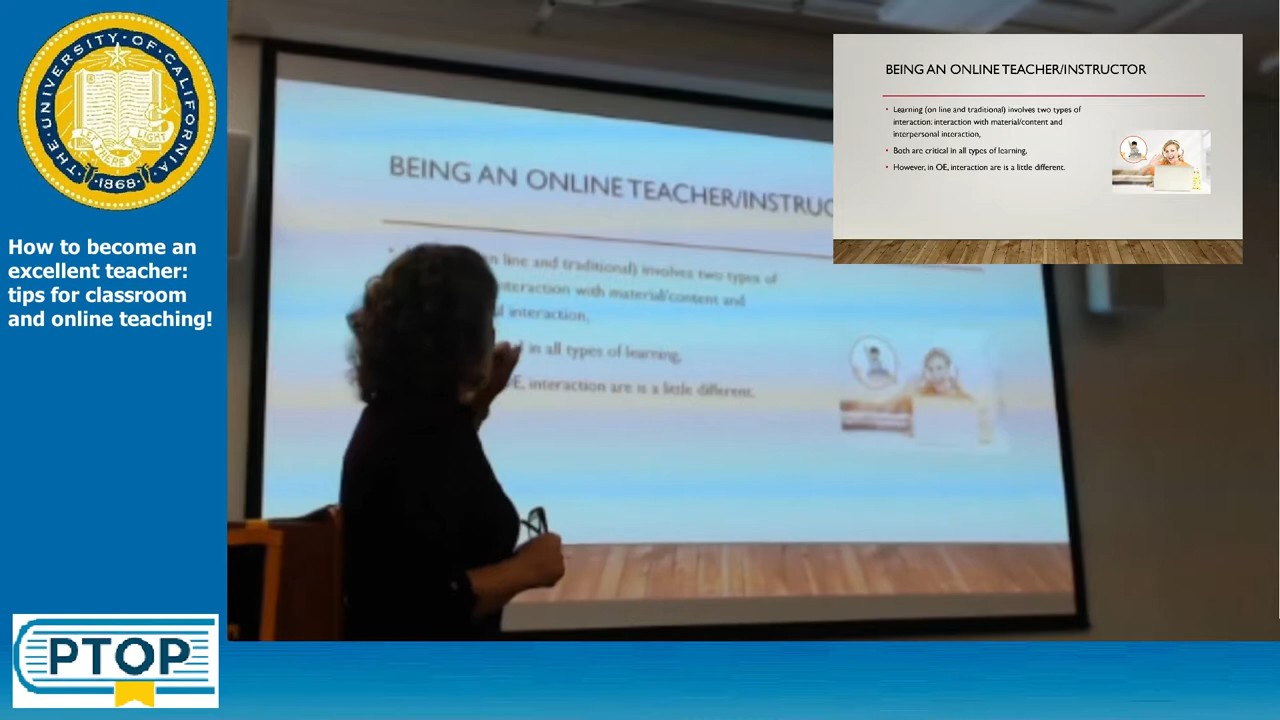 THE·UNIVERSITY·OF·CALIFORNIA
LET THERE BE LIGHT
·1868·
How to become an
excellent teacher:
tips for classroom
and online teaching!
PTOP
BEING AN ONLINE TEACHER/INSTRUC
n line and traditional) involves two types of
nteraction with material/content and
l interaction,
l in all types of learning,
OE, interaction are is a little different.
BEING AN ONLINE TEACHER/INSTRUCTOR
• Learning (on line and traditional) involves two types of
interaction: interaction with material/content and
interpersonal interaction,
• Both are critical in all types of learning,
• However, in OE, interaction are is a little different.